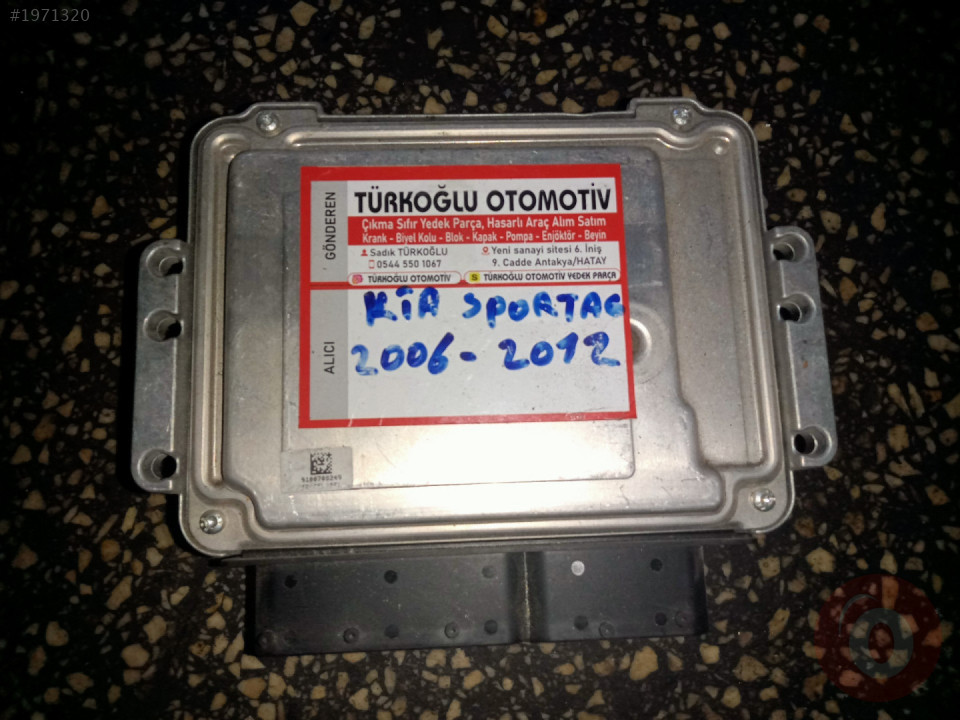 #1971320
GÖNDEREN
TÜRKOĞLU OTOMOTİV
Çıkma Sıfır Yedek Parça, Hasarlı Araç Alım Satım
Krank - Biyel Kolu - Blok - Kapak - Pompa - Enjöktör - Beyin
Sadık TÜRKOĞLU
0544 550 1067
Yeni sanayi sitesi 6. İniş
9. Cadde Antakya/HATAY
TÜRKOĞLU OTOMOTİV
S TÜRKOĞLU OTOMOTİV YEDEK PARÇA
ALICI
KİA SPORTAG
2006 - 2012